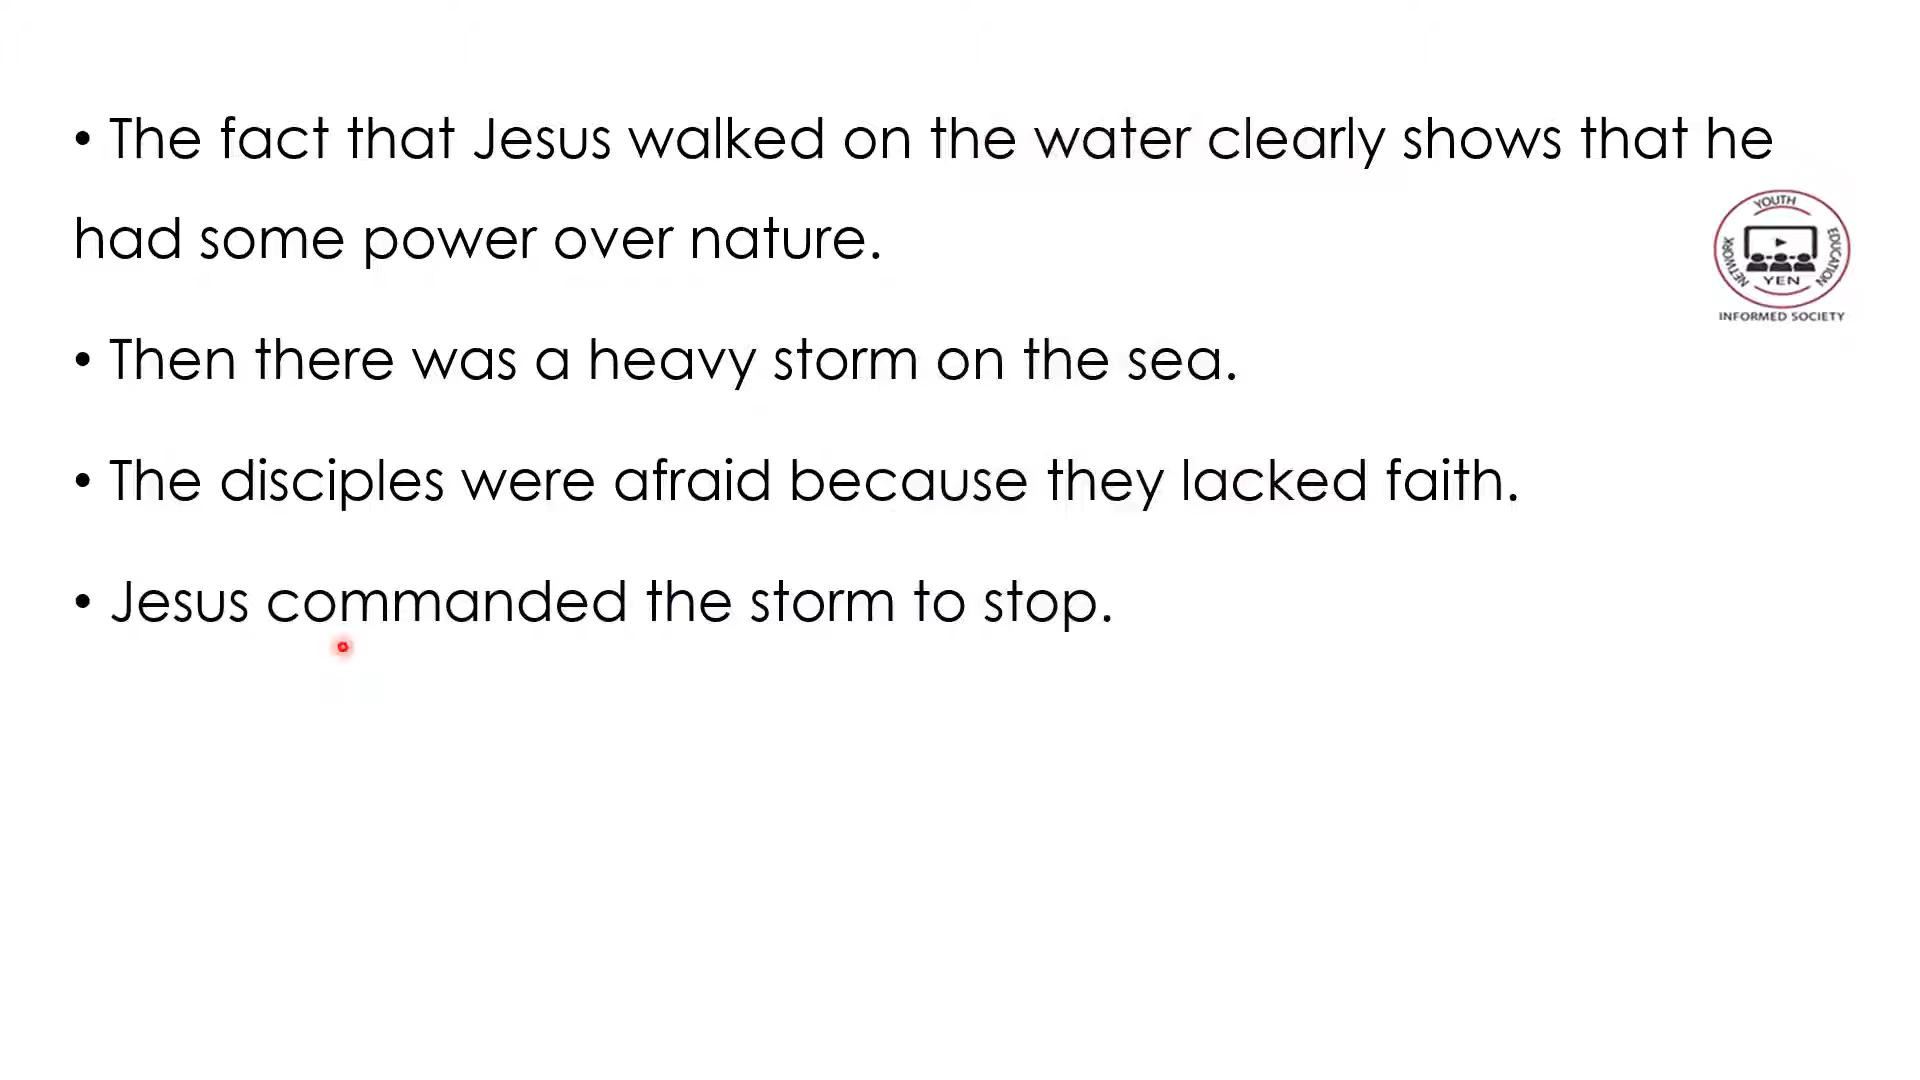 • The fact that Jesus walked on the water clearly shows that he
had some power over nature.
YOUTH
EDUCATION
NETWORK
YEN
INFORMED SOCIETY
• Then there was a heavy storm on the sea.
• The disciples were afraid because they lacked faith.
• Jesus commanded the storm to stop.